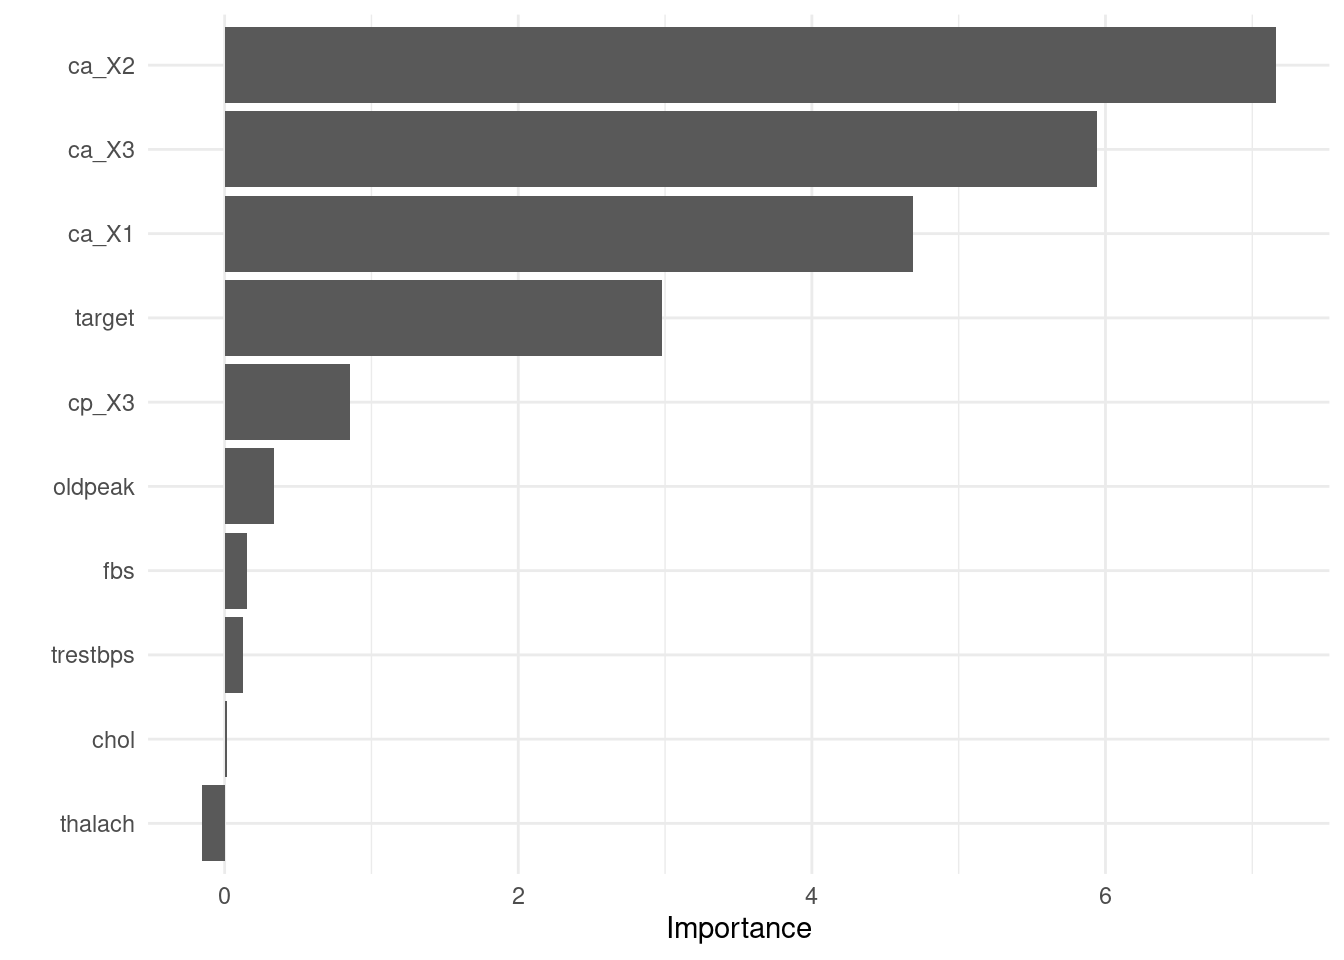 ca_X2
ca_X3
ca_X1
target
cp_X3
oldpeak
fbs
trestbps
chol
thalach
0 2 4 6
Importance